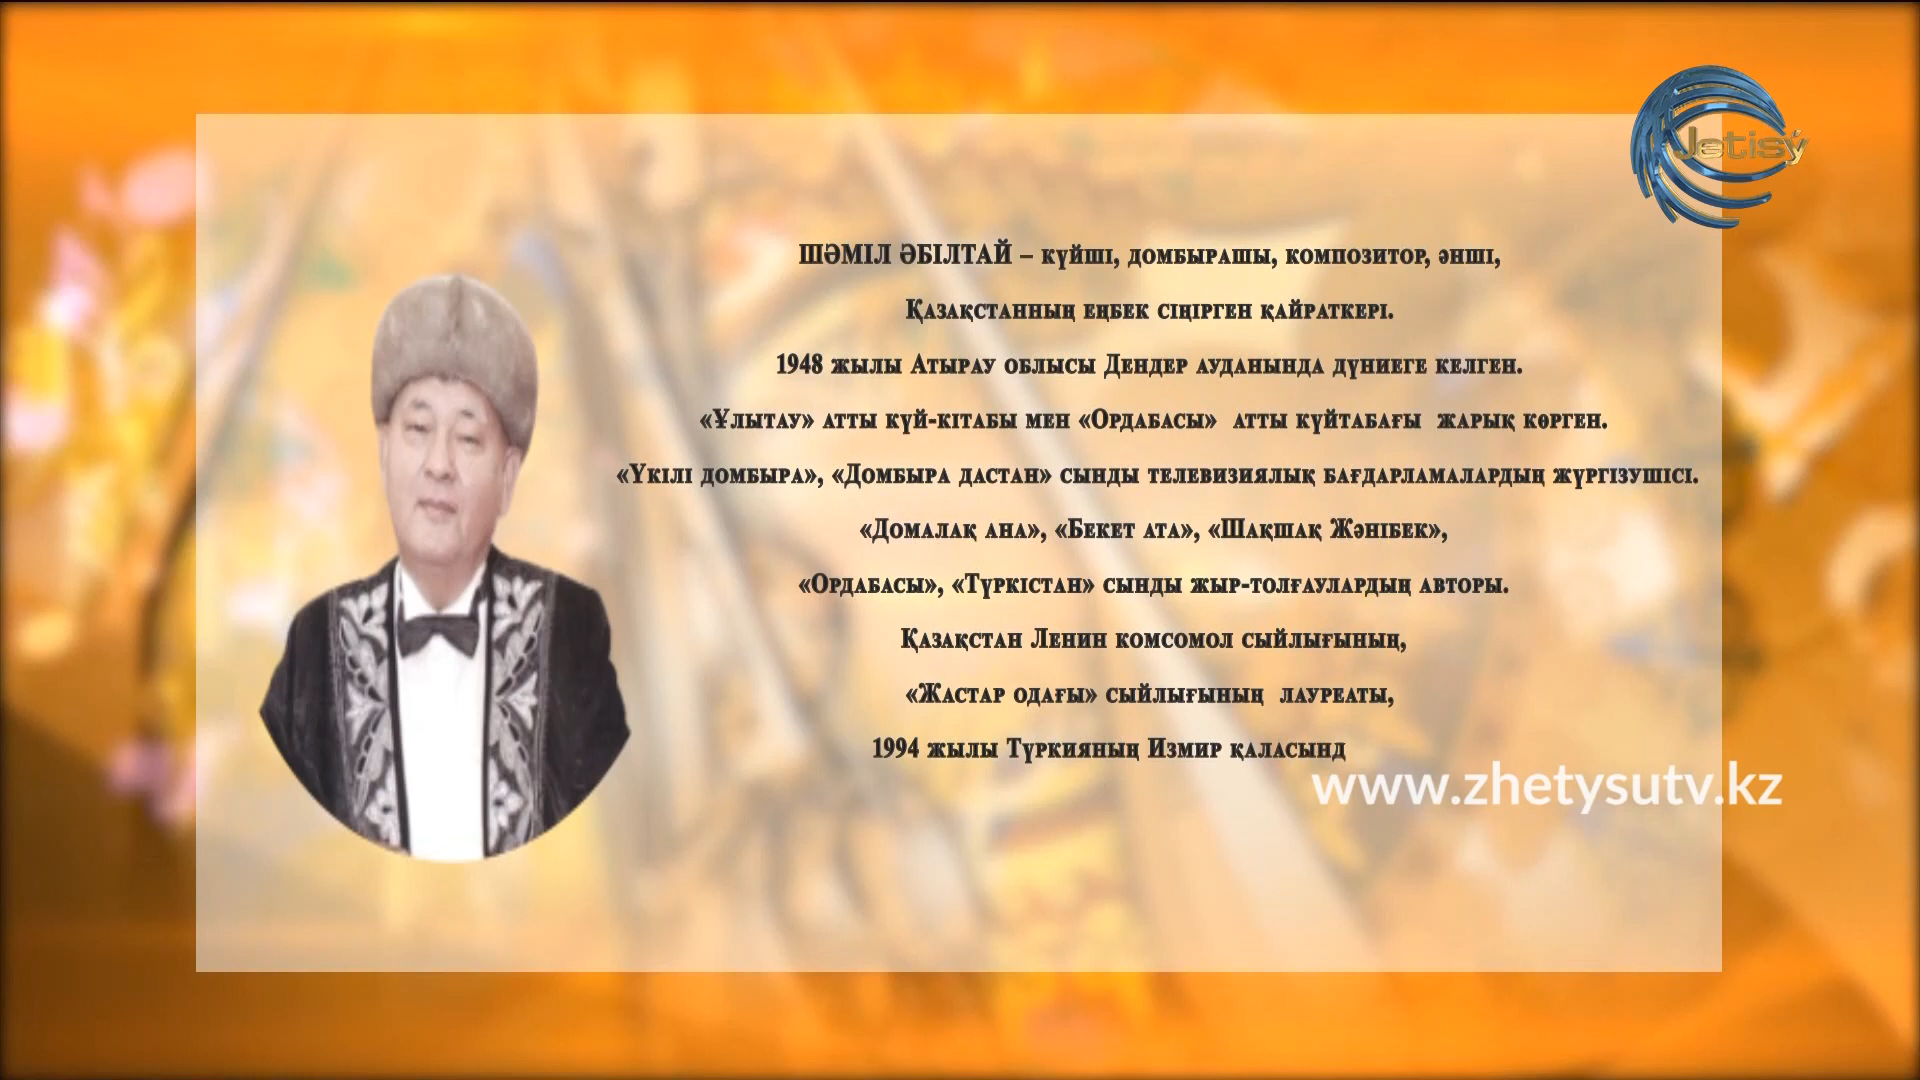 Jetisý
ШӘМІЛ ӘБІЛТАЙ – күйші, домбырашы, композитор, әнші,
Қазақстанның еңбек сіңірген қайраткері.
1948 жылы Атырау облысы Дендер ауданында дүниеге келген.
«Ұлытау» атты күй-кітабы мен «Ордабасы» атты күйтабағы жарық көрген.
«Үкілі домбыра», «Домбыра дастан» сынды телевизиялық бағдарламалардың жүргізушісі.
«Домалақ ана», «Бекет ата», «Шақшақ Жәнібек»,
«Ордабасы», «Түркістан» сынды жыр-толғаулардың авторы.
Қазақстан Ленин комсомол сыйлығының,
«Жастар одағы» сыйлығының лауреаты,
1994 жылы Түркияның Измир қаласынд
www.zhetysutv.kz